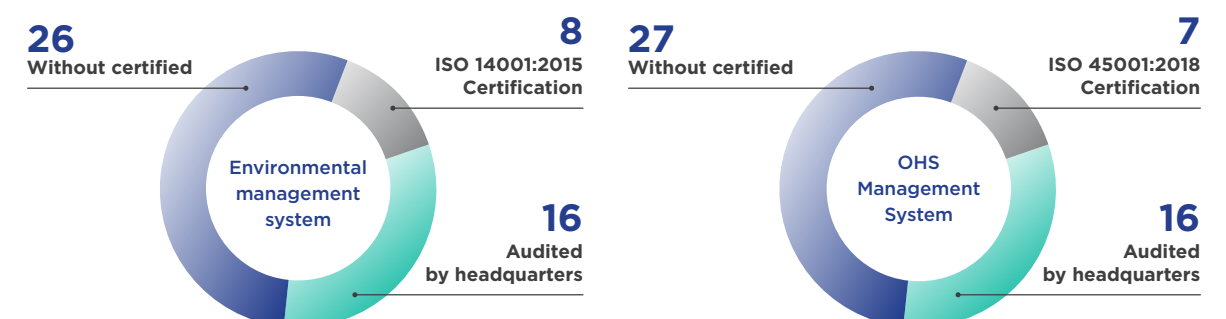 26
Without certified
8
ISO 14001:2015
Certification
Environmental
management
system
16
Audited
by headquarters
27
Without certified
7
ISO 45001:2018
Certification
OHS
Management
System
16
Audited
by headquarters